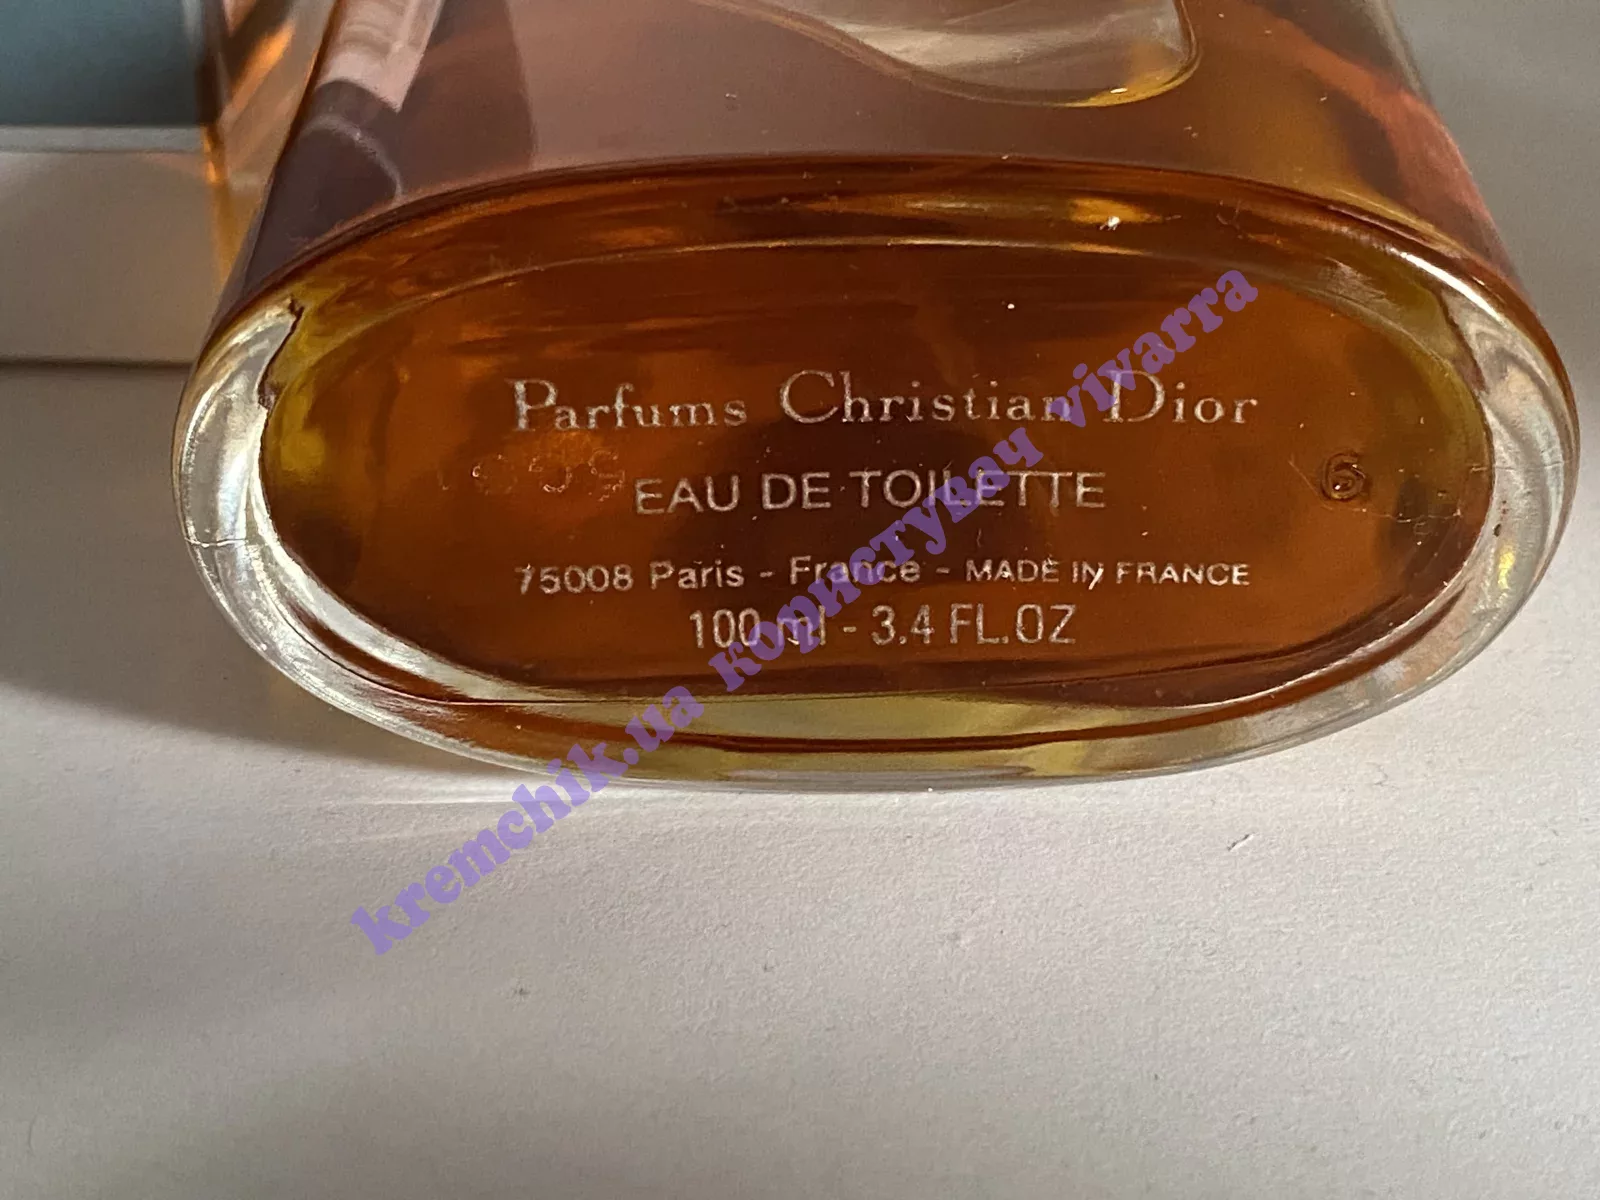 Parfums Christian Dior
EAU DE TOILETTE
6
75008 Paris - France - MADE IN FRANCE
100 ml - 3.4 FL.OZ
kremchik.ua користувач vivarra